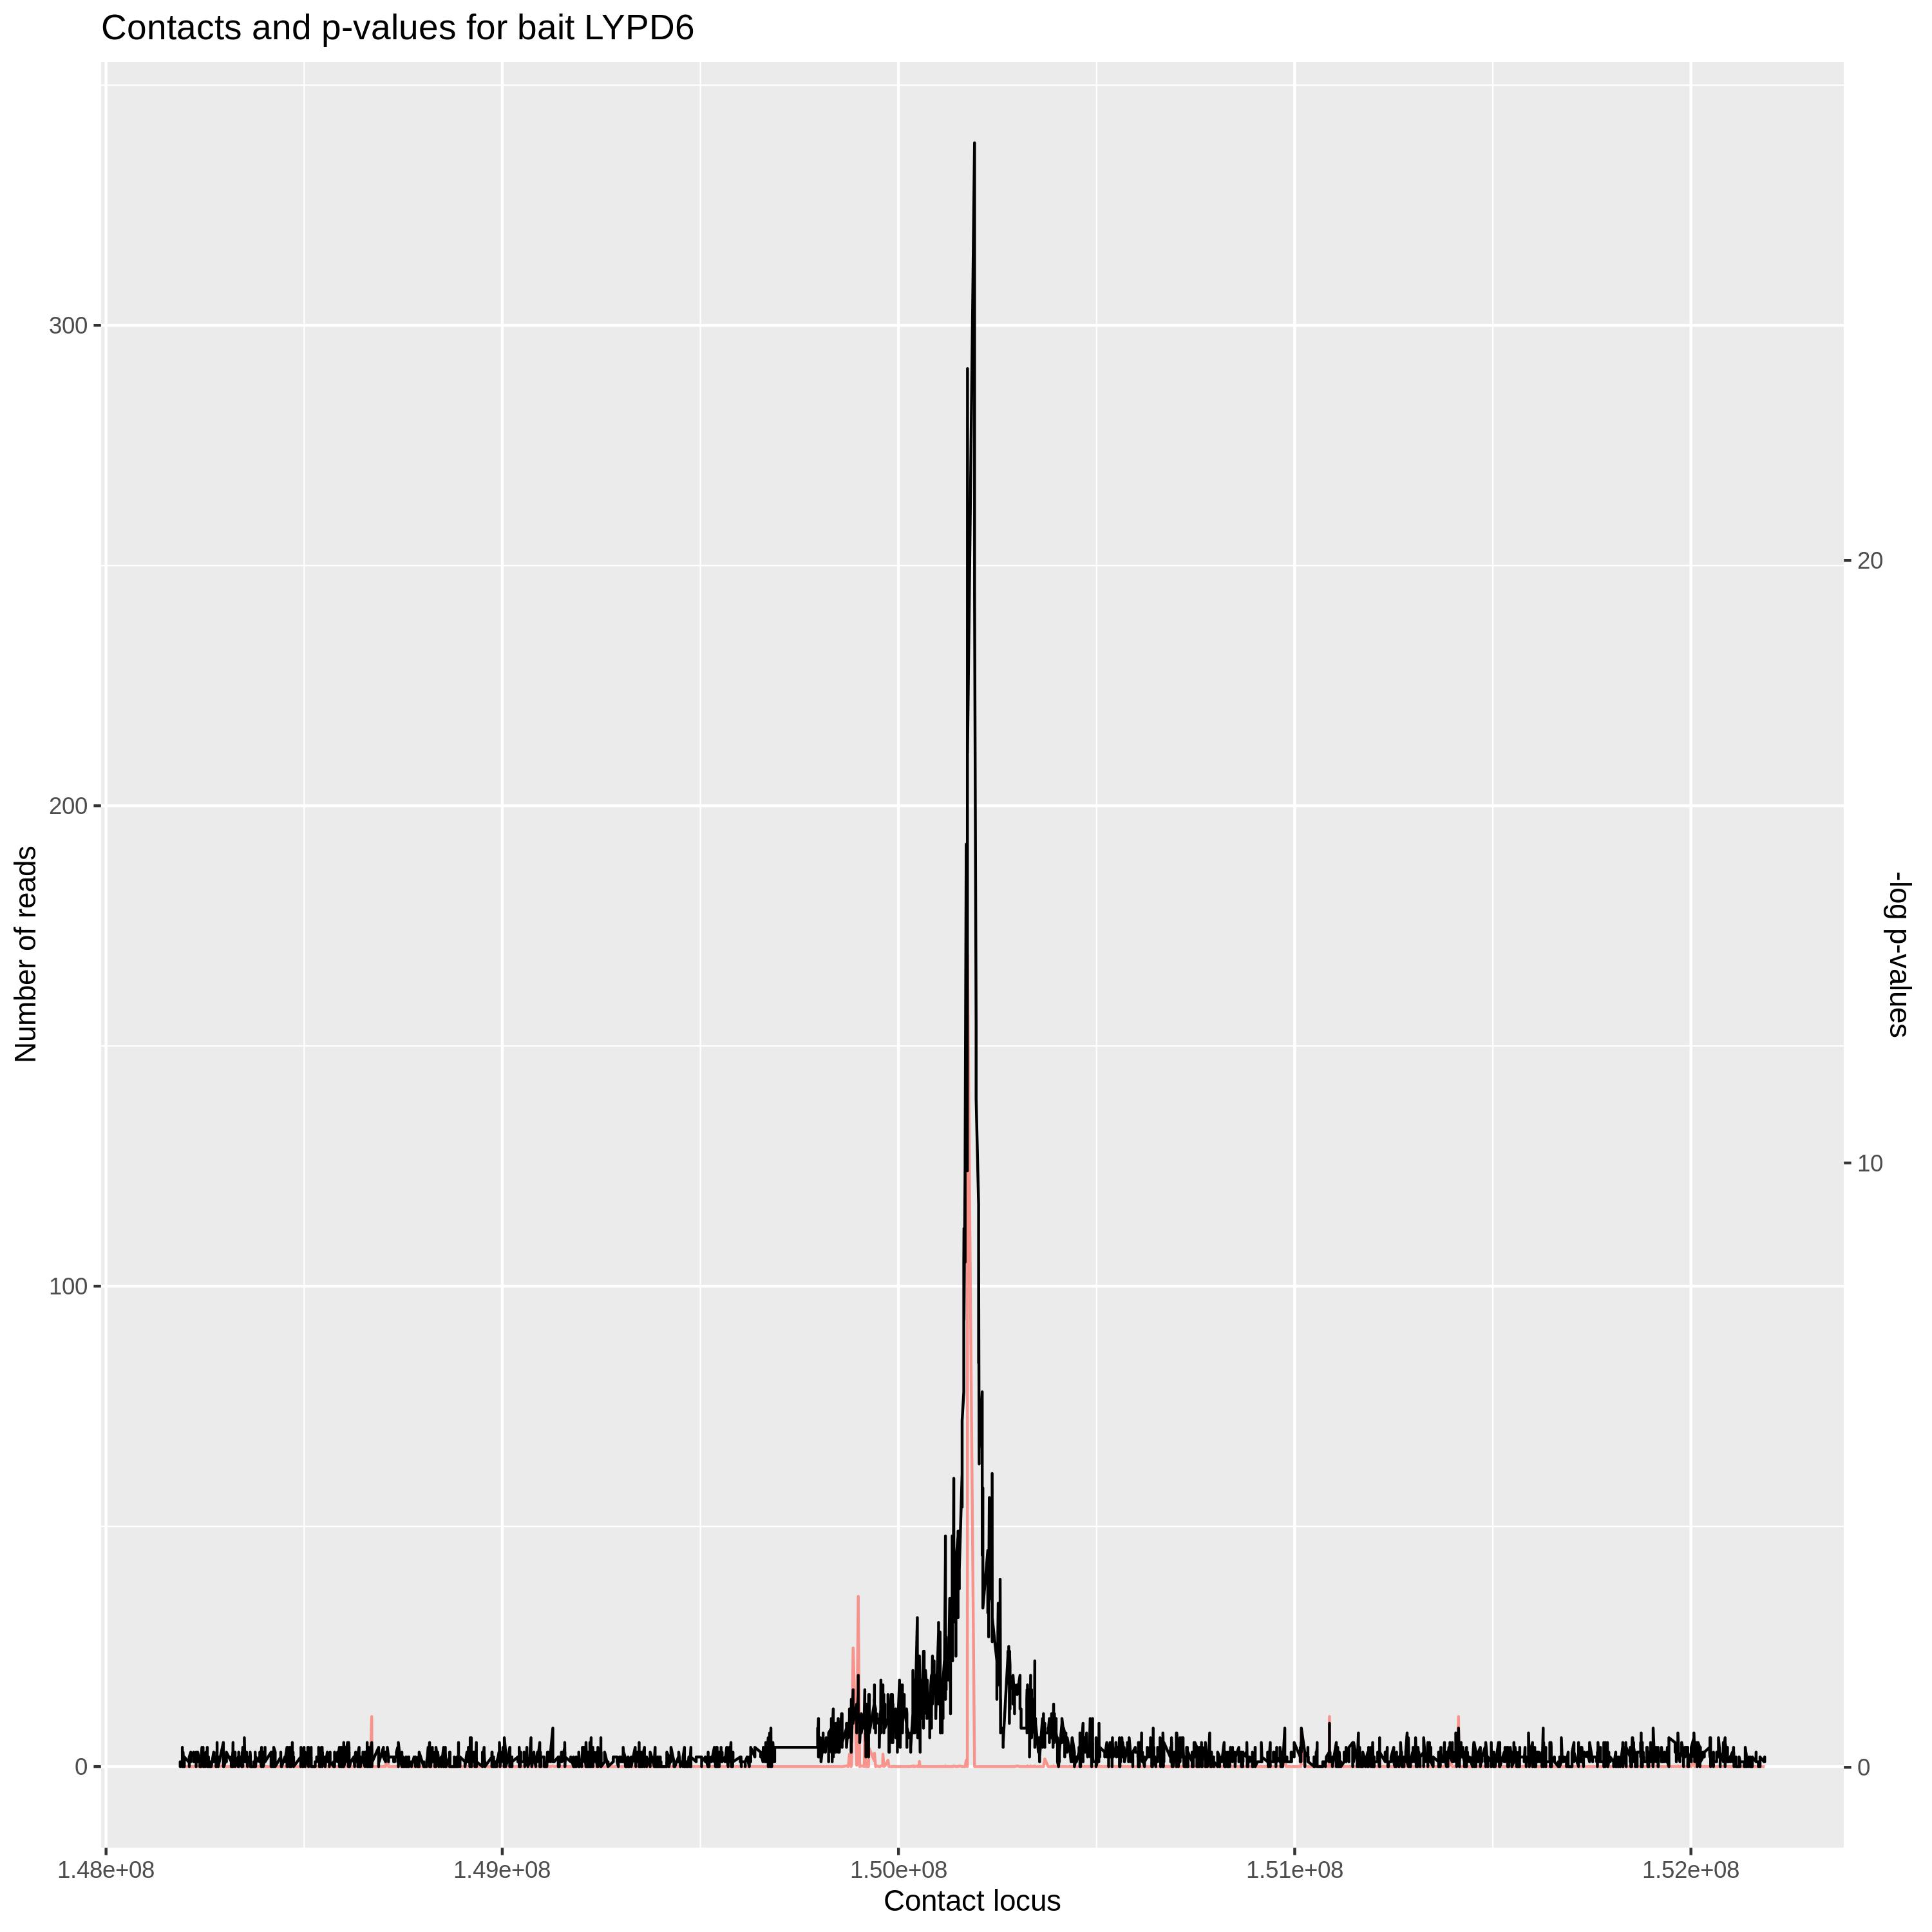 Contacts and p-values for bait LYPD6
300
200
100
0
Number of reads
20
10
0
-log p-values
1.48e+08
1.49e+08
1.50e+08
1.51e+08
1.52e+08
Contact locus